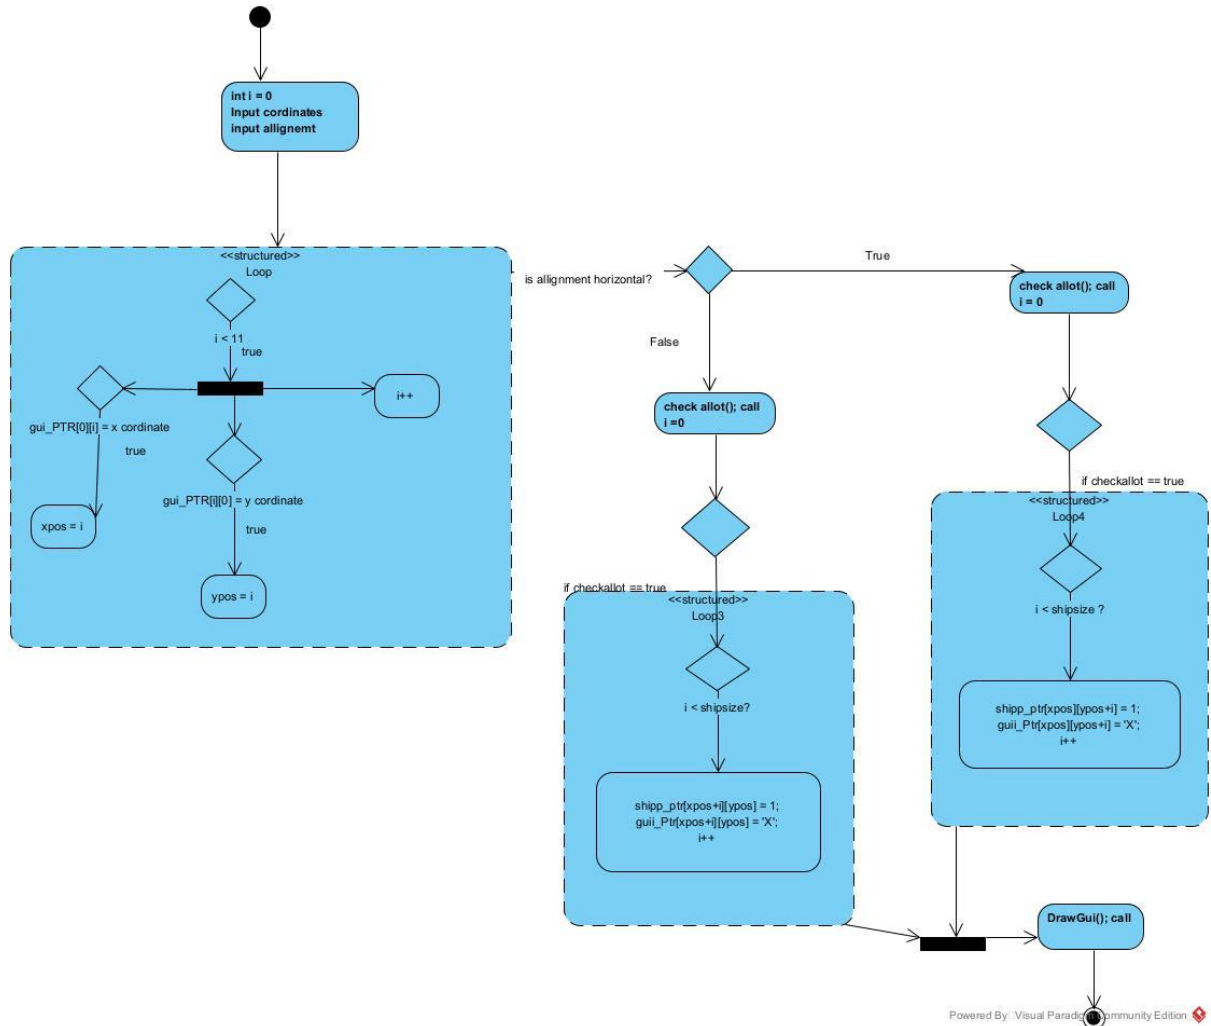 int i = 0
Input cordinates
input allignemt
<<structured>>
Loop
i < 11
true
gui_PTR[0][i] = x cordinate
true
i++
gui_PTR[i][0] = y cordinate
true
xpos = i
ypos = i
is allignment horizontal?
True
False
check allot(); call
i = 0
check allot(); call
i =0
if checkallot == true
<<structured>>
Loop4
i < shipsize ?
shipp_ptr[xpos][ypos+i] = 1;
guii_Ptr[xpos][ypos+i] = 'X';
i++
if checkallot == true
<<structured>>
Loop3
i < shipsize?
shipp_ptr[xpos+i][ypos] = 1;
guii_Ptr[xpos+i][ypos] = 'X';
i++
DrawGui(); call
Powered By Visual Paradigm Community Edition